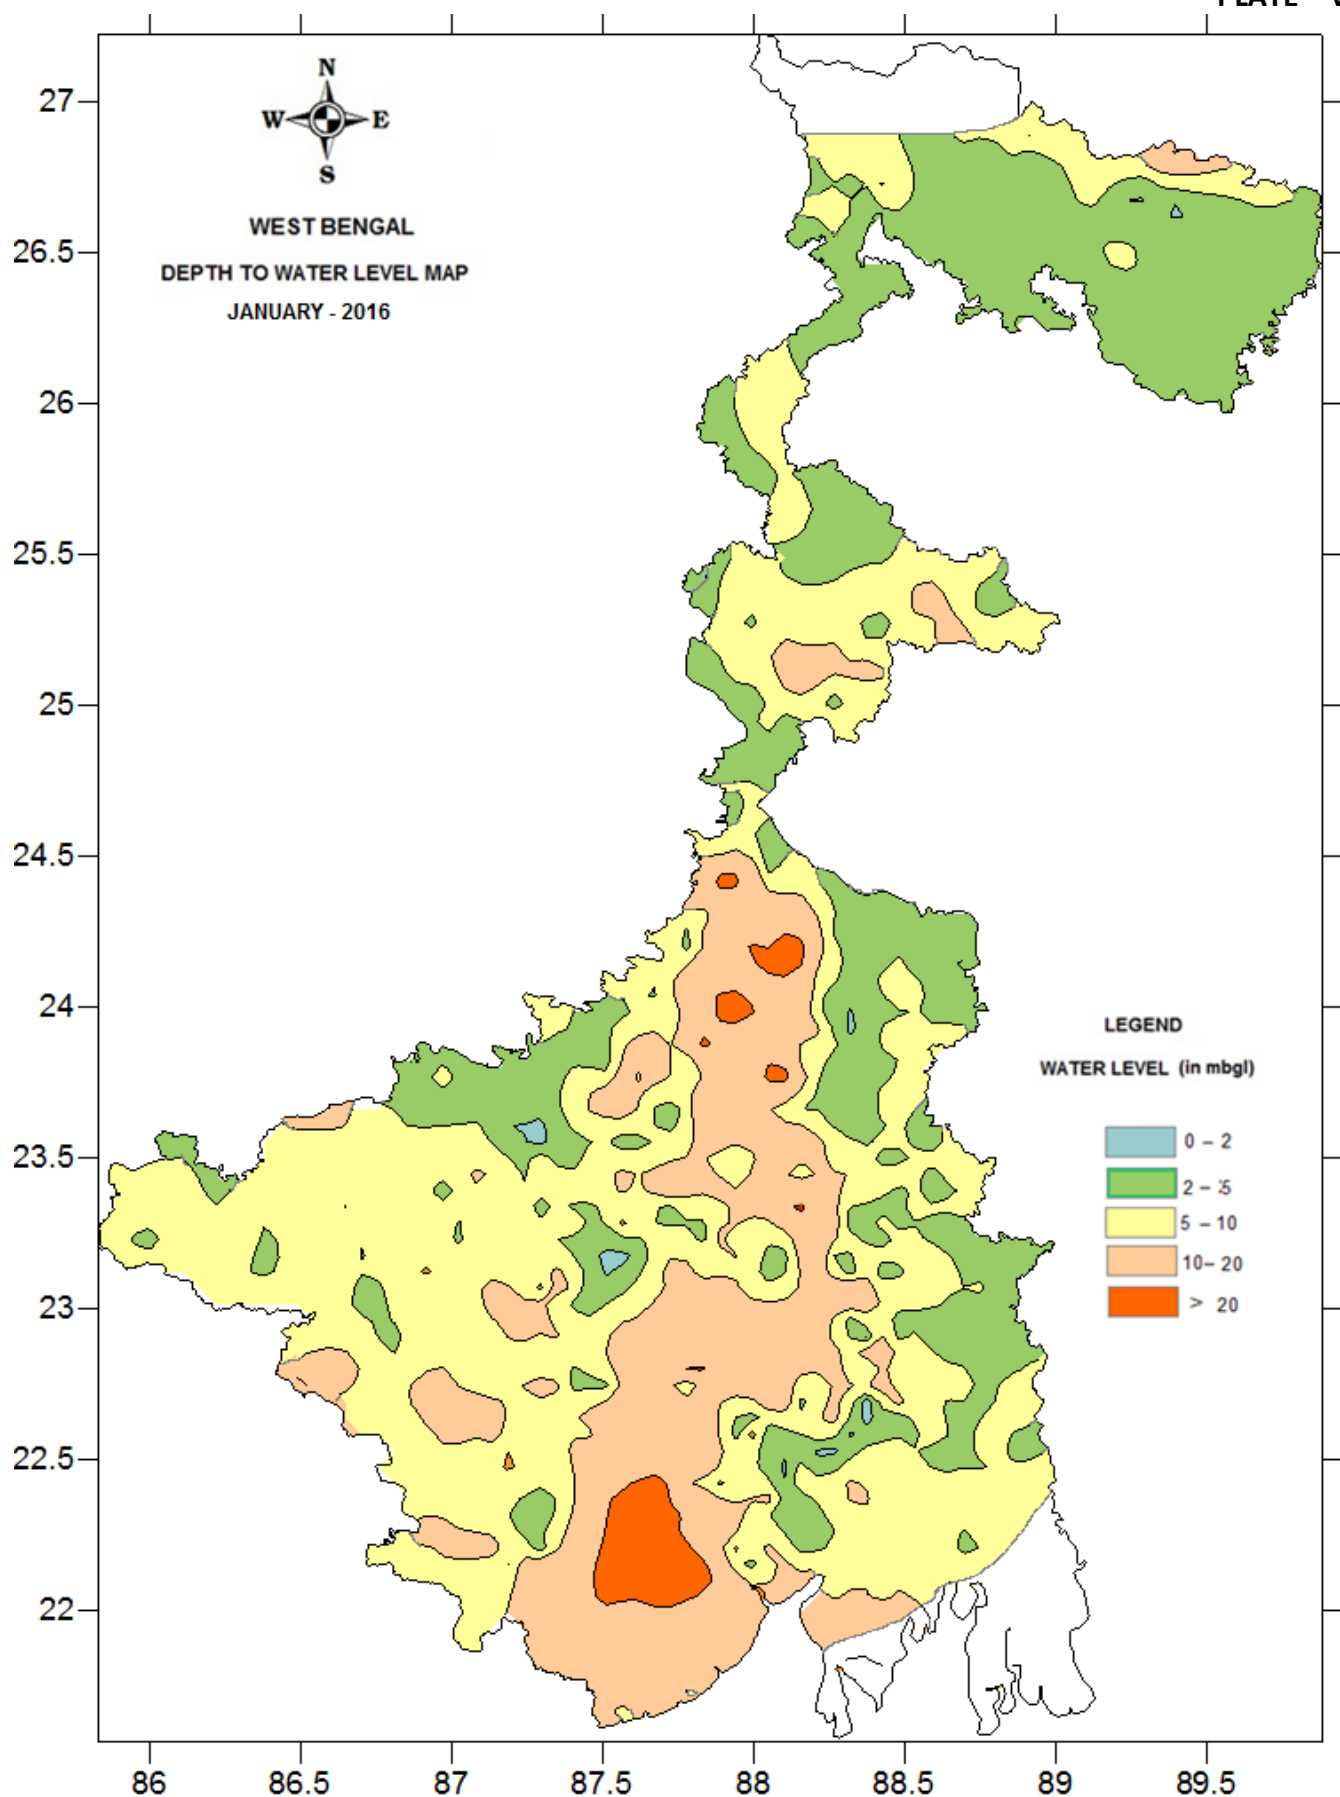 27
26.5
26
25.5
25
24.5
24
23.5
23
22.5
22
N
W E
S
WEST BENGAL
DEPTH TO WATER LEVEL MAP
JANUARY - 2016
LEGEND
WATER LEVEL (in mbgl)
0 – 2
2 – 5
5 – 10
10– 20
> 20
86 86.5 87 87.5 88 88.5 89 89.5